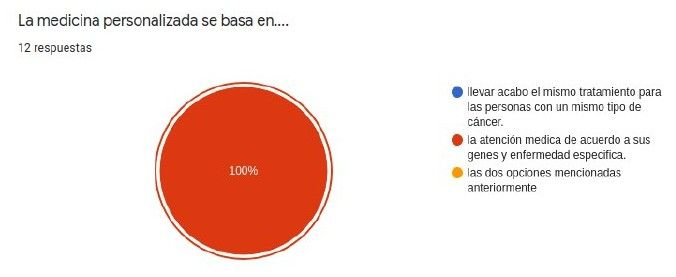 La medicina personalizada se basa en....
12 respuestas
100%
llevar acabo el mismo tratamiento para
las personas con un mismo tipo de
cáncer.
la atención medica de acuerdo a sus
genes y enfermedad especifica.
las dos opciones mencionadas
anteriormente